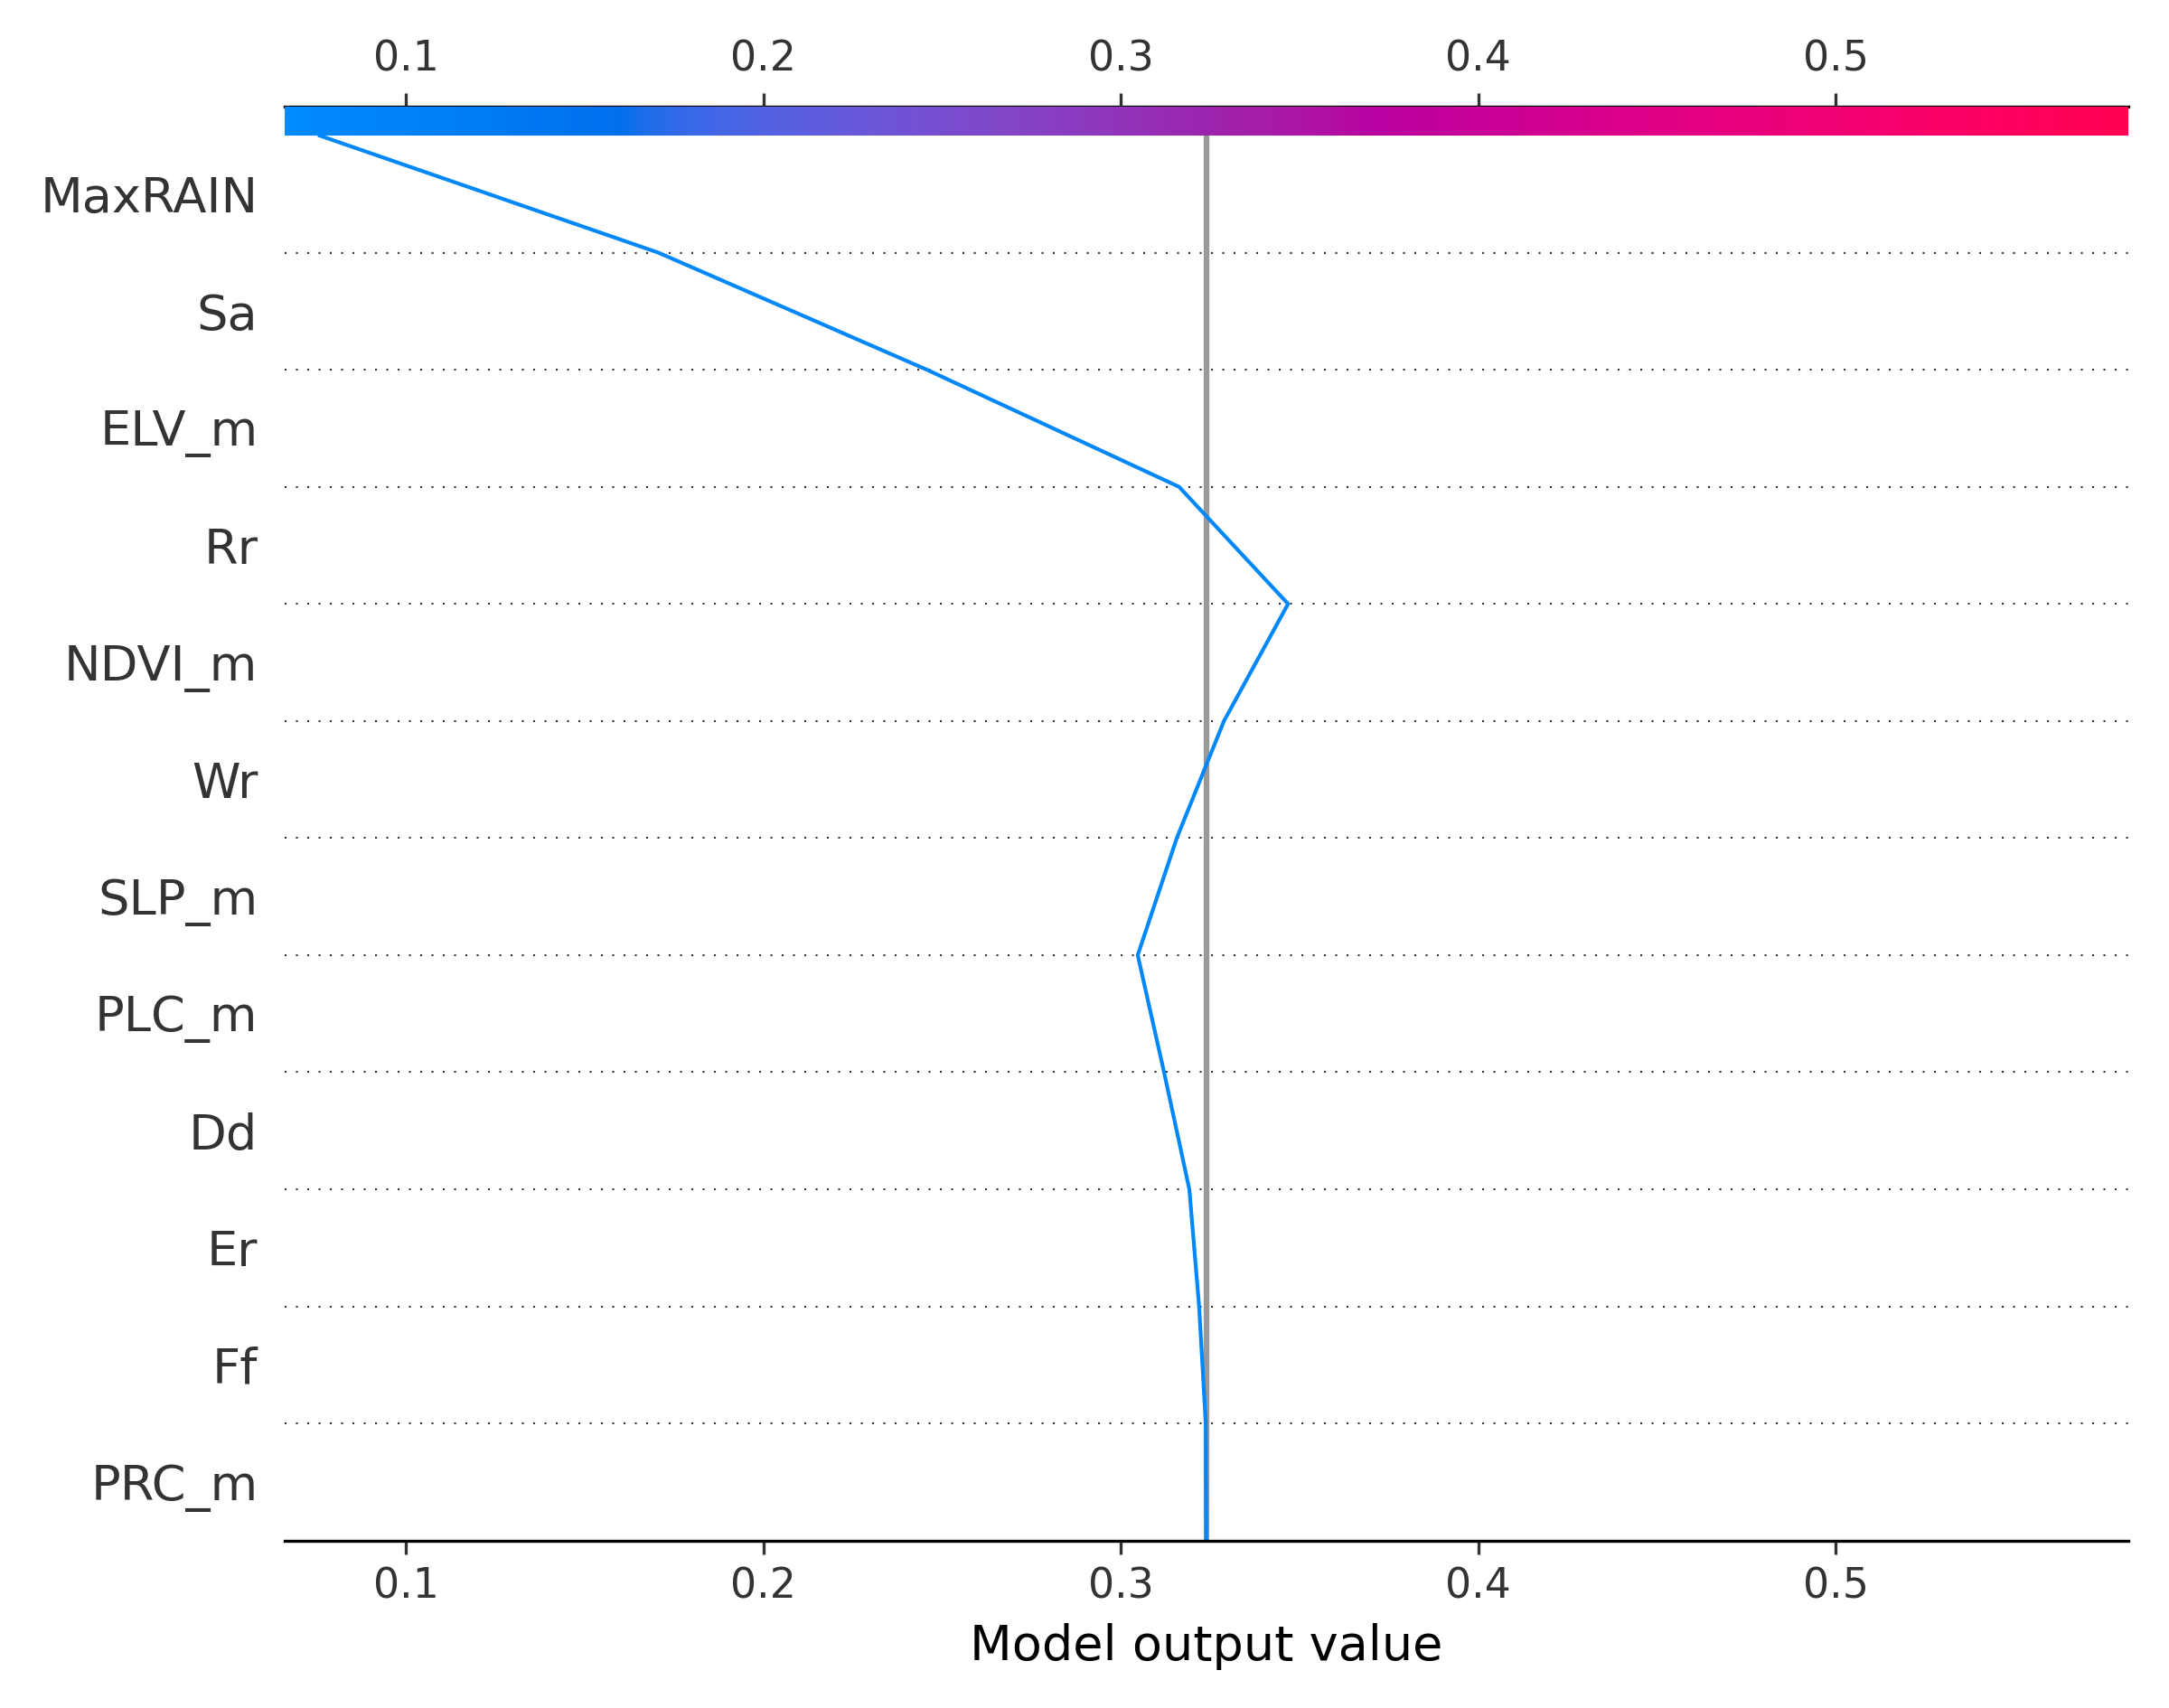 0.1 0.2 0.3 0.4 0.5
MaxRAIN
Sa
ELV_m
Rr
NDVI_m
Wr
SLP_m
PLC_m
Dd
Er
Ff
PRC_m
0.1 0.2 0.3 0.4 0.5
Model output value